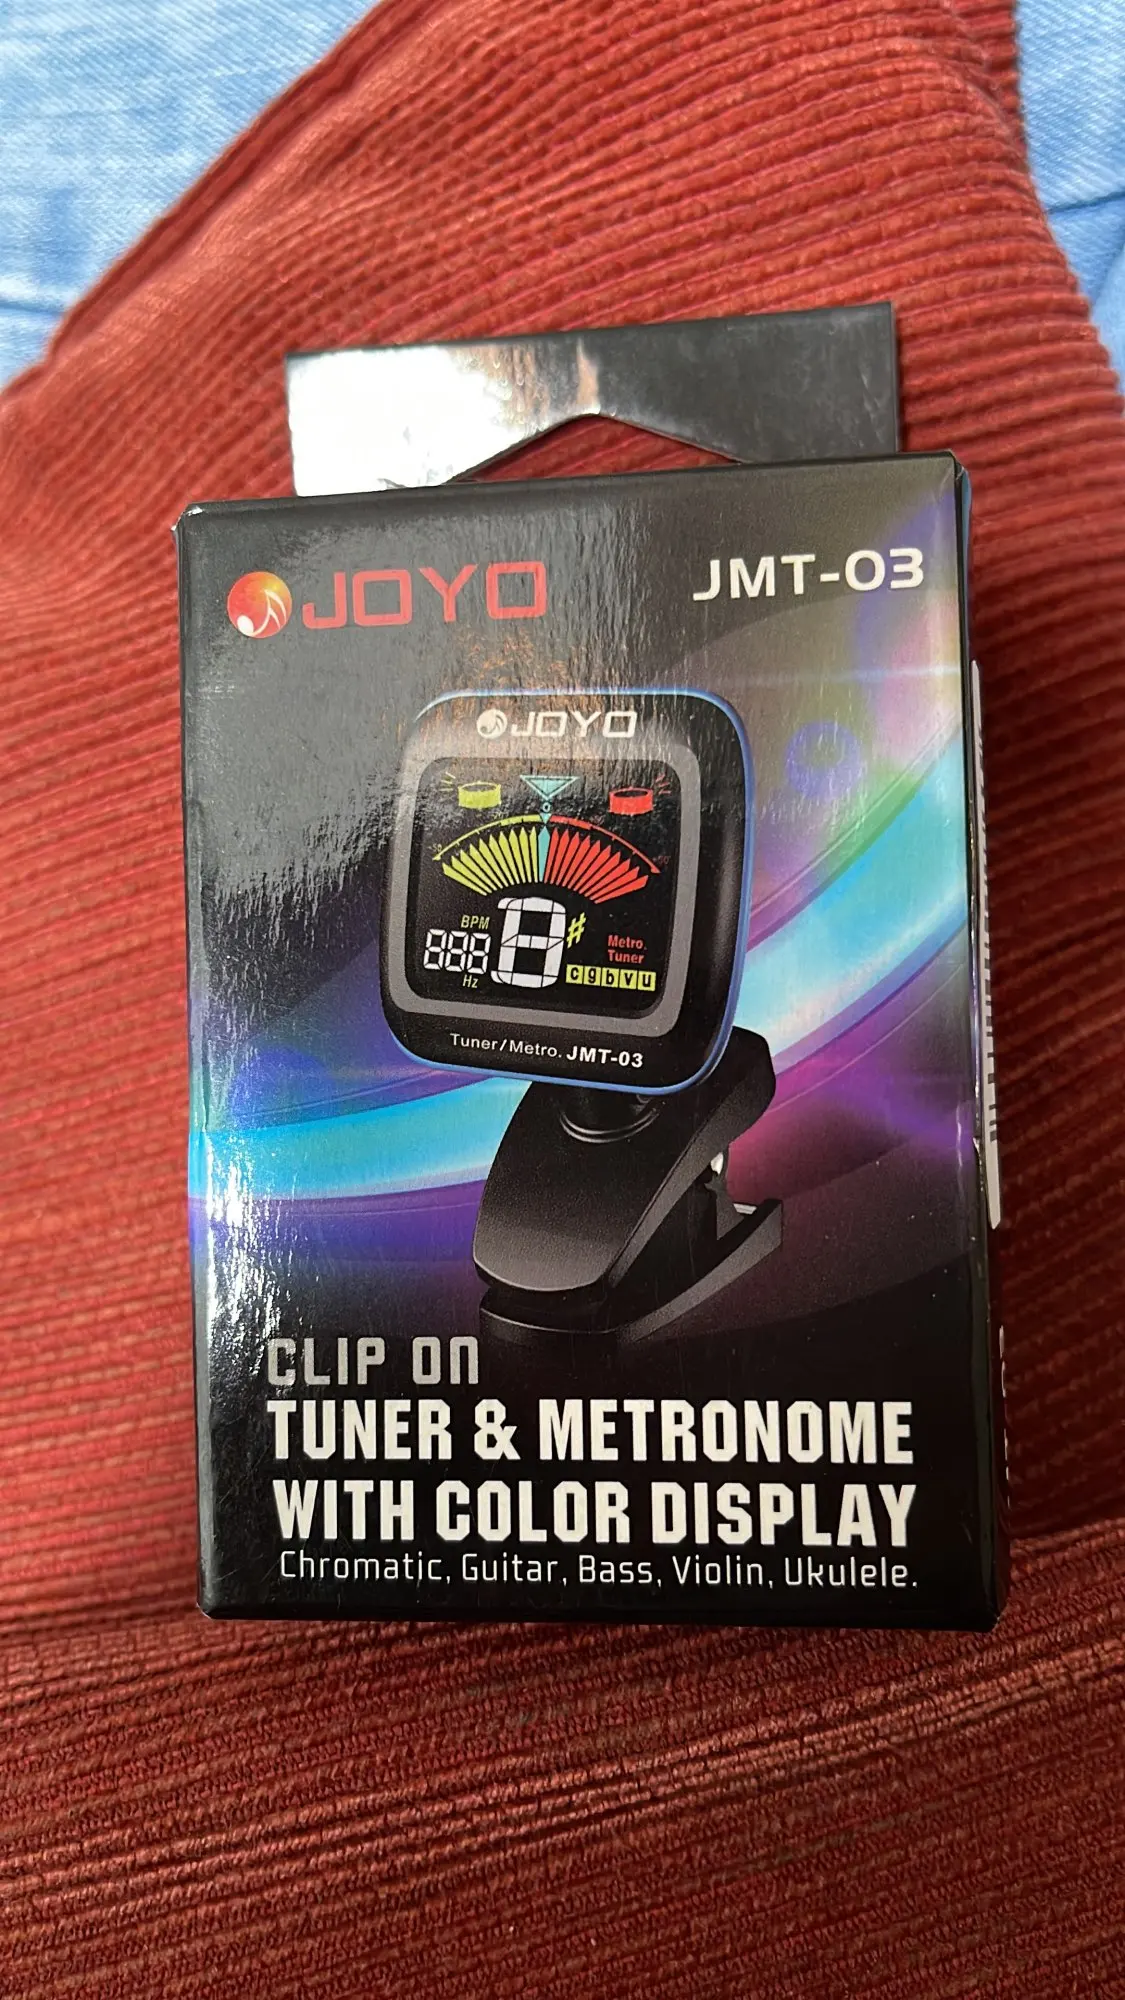 JOYO
JMT-03
JOYO
BPM
888
Hz
#
Metro.
Tuner
c g b v u
Tuner/Metro. JMT-03
CLIP ON
TUNER & METRONOME
WITH COLOR DISPLAY
Chromatic, Guitar, Bass, Violin, Ukulele.